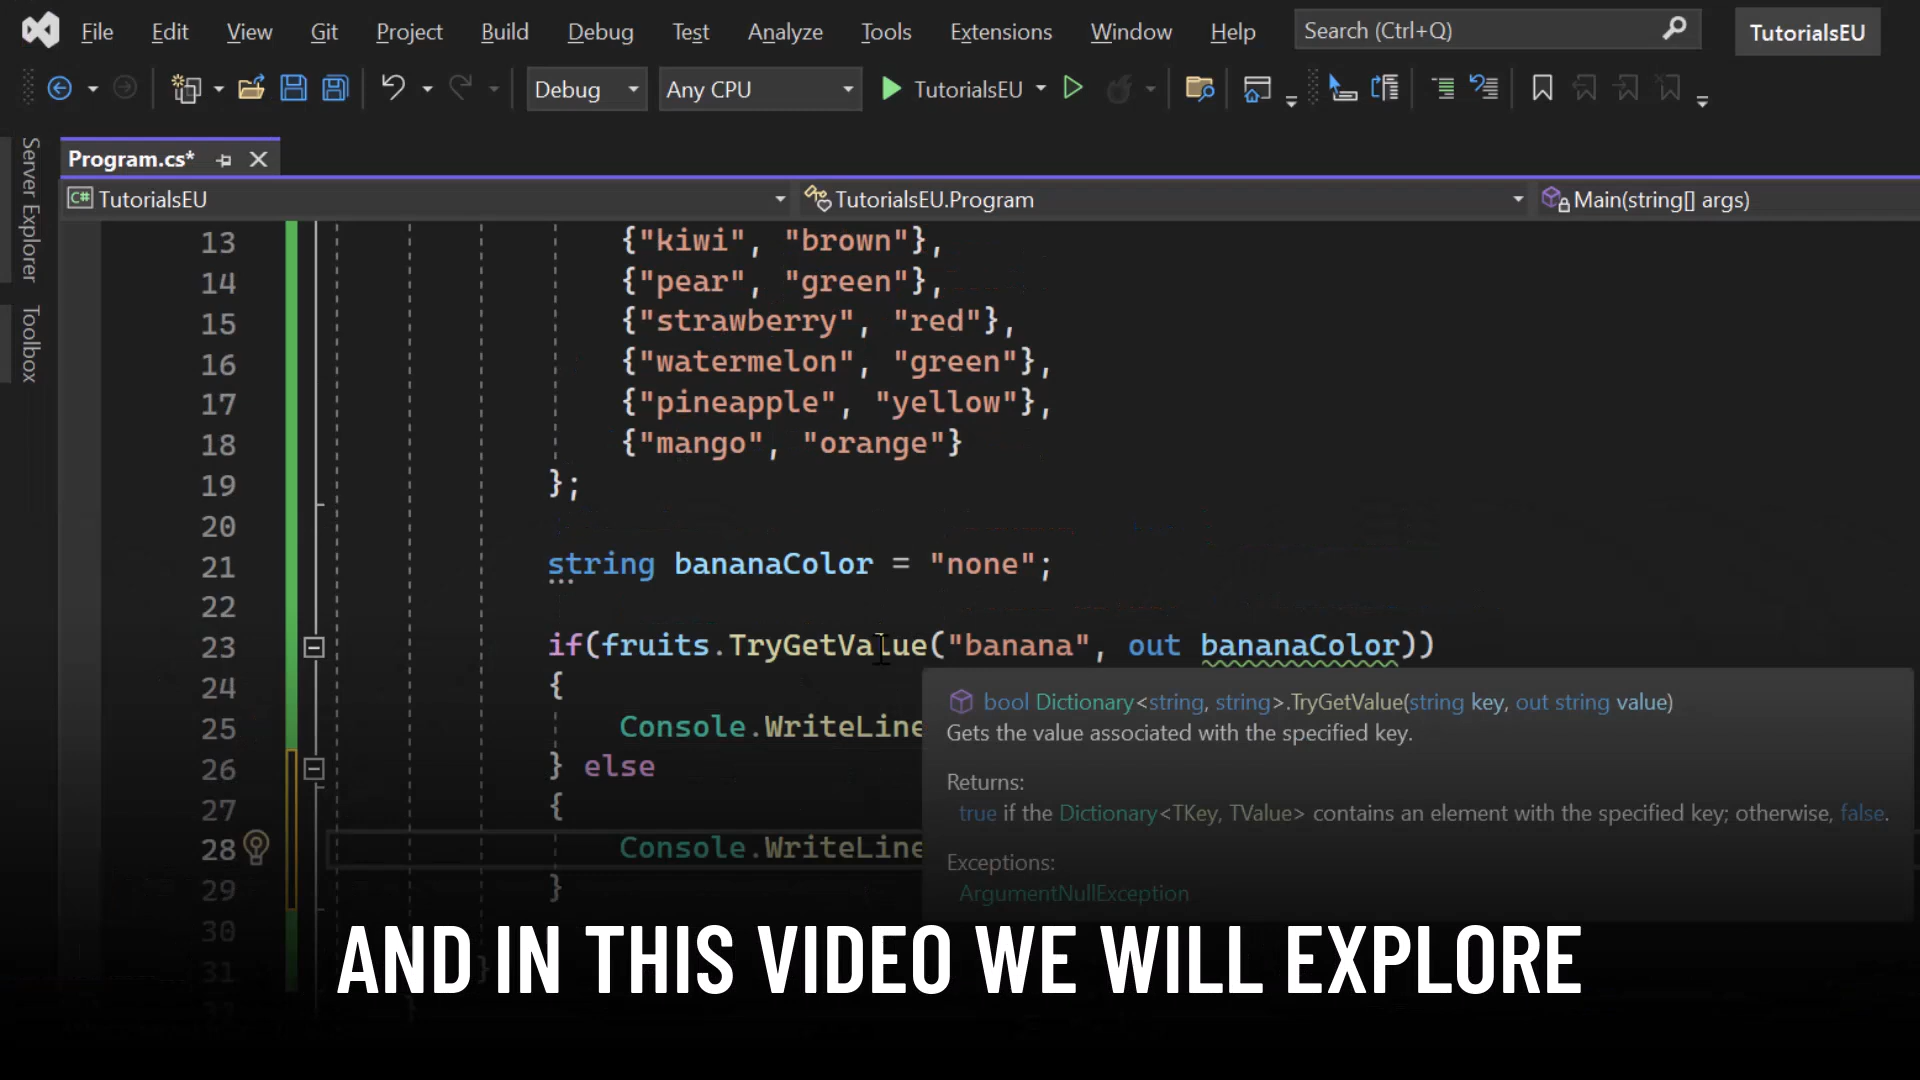 File Edit View Git Project Build Debug Test Analyze Tools Extensions Window Help Search (Ctrl+Q) TutorialsEU
Debug Any CPU TutorialsEU
Server Explorer
Toolbox
Program.cs*
C# TutorialsEU TutorialsEU.Program Main(string[] args)
13 {"kiwi", "brown"},
14 {"pear", "green"},
15 {"strawberry", "red"},
16 {"watermelon", "green"},
17 {"pineapple", "yellow"},
18 {"mango", "orange"}
19 };
20
21 string bananaColor = "none";
22
23 if(fruits.TryGetValue("banana", out bananaColor))
24 {
25 Console.WriteLine
26 } else
27 {
28 Console.WriteLine
29 }
30
31 }
}
bool Dictionary<string, string>.TryGetValue(string key, out string value)
Gets the value associated with the specified key.
Returns:
true if the Dictionary<TKey, TValue> contains an element with the specified key; otherwise, false.
Exceptions:
ArgumentNullException
AND IN THIS VIDEO WE WILL EXPLORE